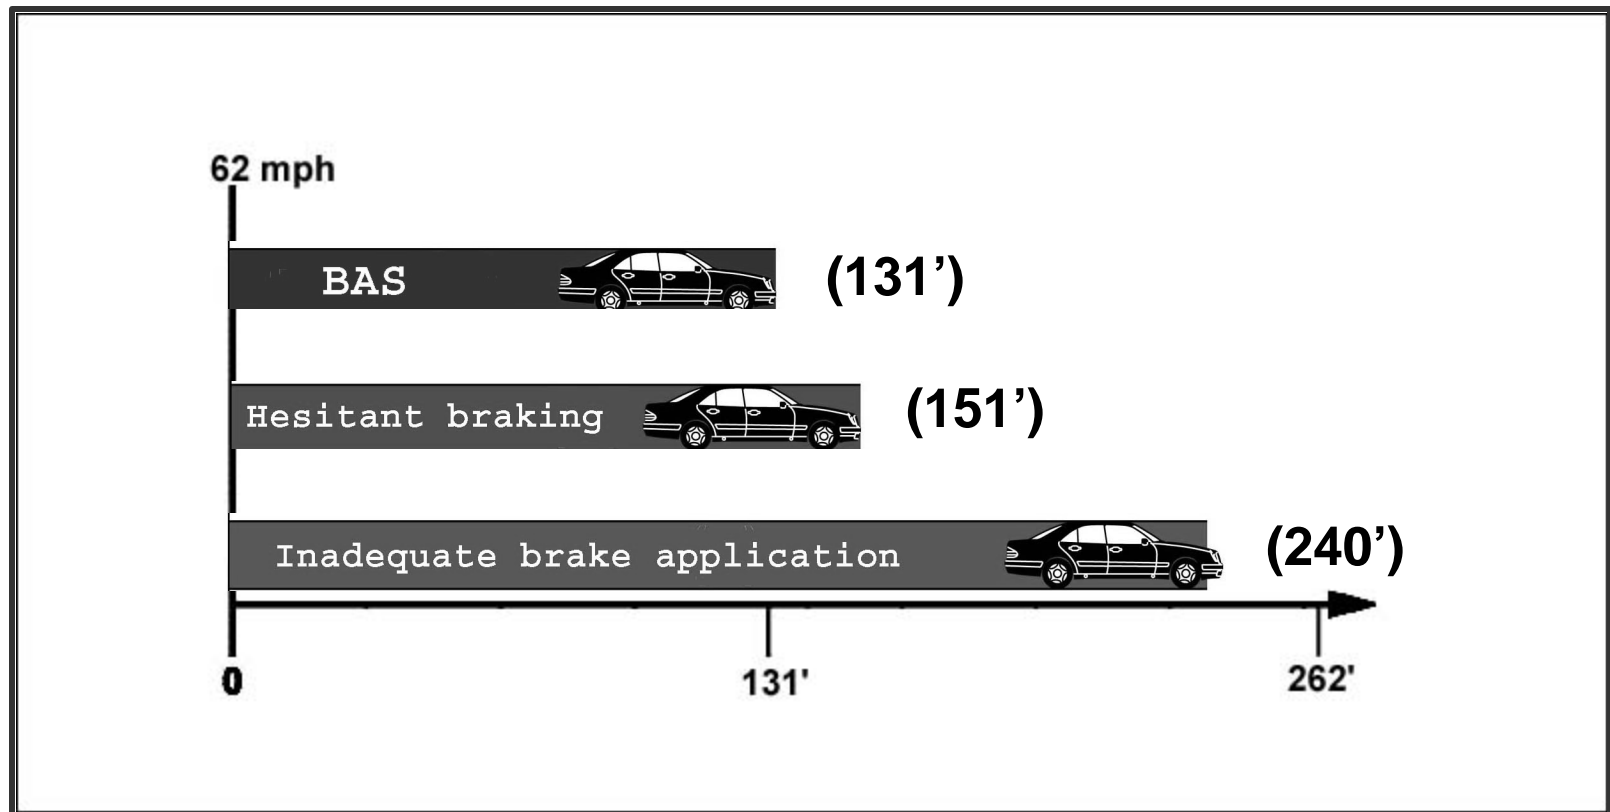 62 mph
BAS
(131’)
Hesitant braking
(151’)
Inadequate brake application
(240’)
0
131'
262'